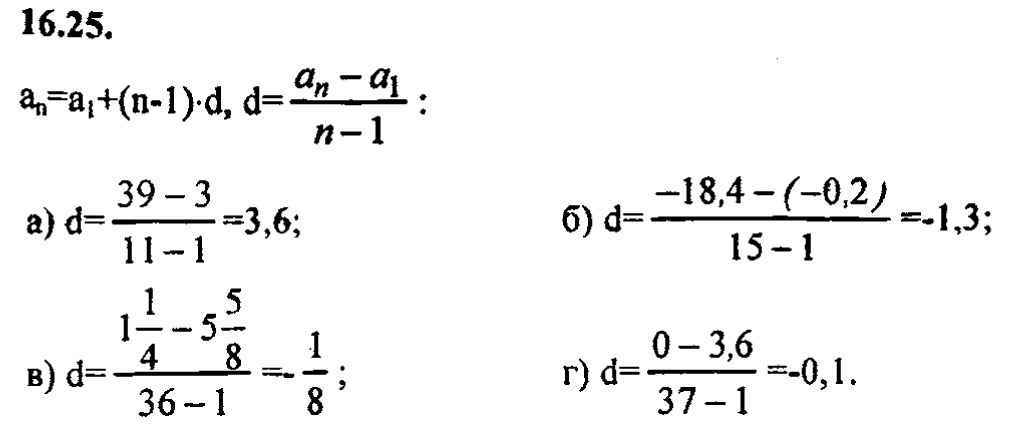 16.25.
aₙ=a₁+(n-1)·d, d=(aₙ – a₁)/(n – 1) :
а) d=(39 – 3)/(11 – 1)=3,6; б) d=(–18,4 – (–0,2))/(15 – 1)=-1,3;
в) d=(1 1/4 – 5 5/8)/(36 – 1)=-1/8; г) d=(0 – 3,6)/(37 – 1)=-0,1.